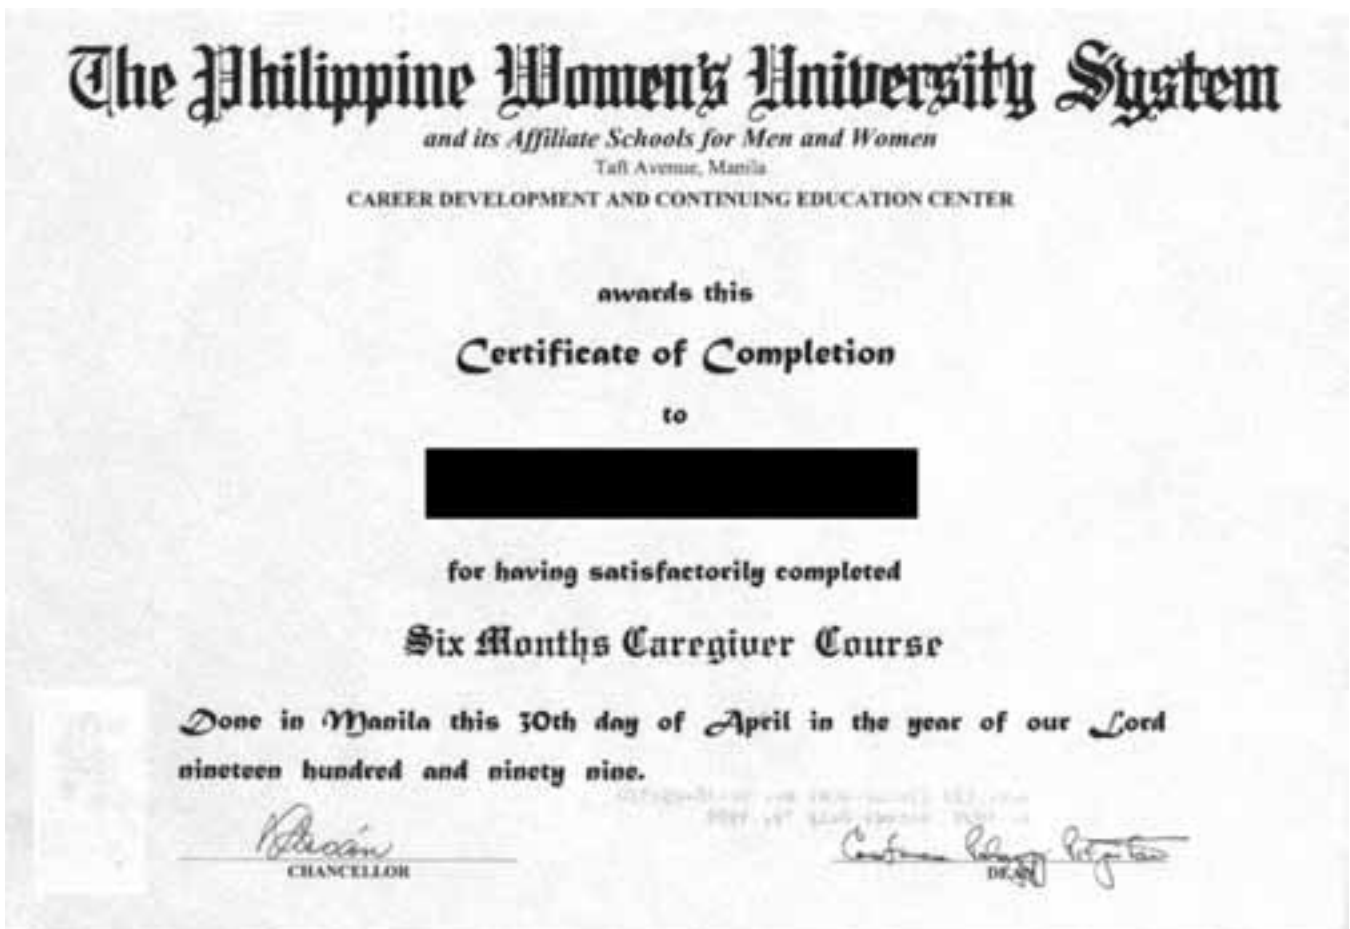 The Philippine Women's University System
and its Affiliate Schools for Men and Women
Taft Avenue, Manila
CAREER DEVELOPMENT AND CONTINUING EDUCATION CENTER
awards this
Certificate of Completion
to
for having satisfactorily completed
Six Months Caregiver Course
Done in Manila this 30th day of April in the year of our Lord
nineteen hundred and ninety nine.
CHANCELLOR
DEAN